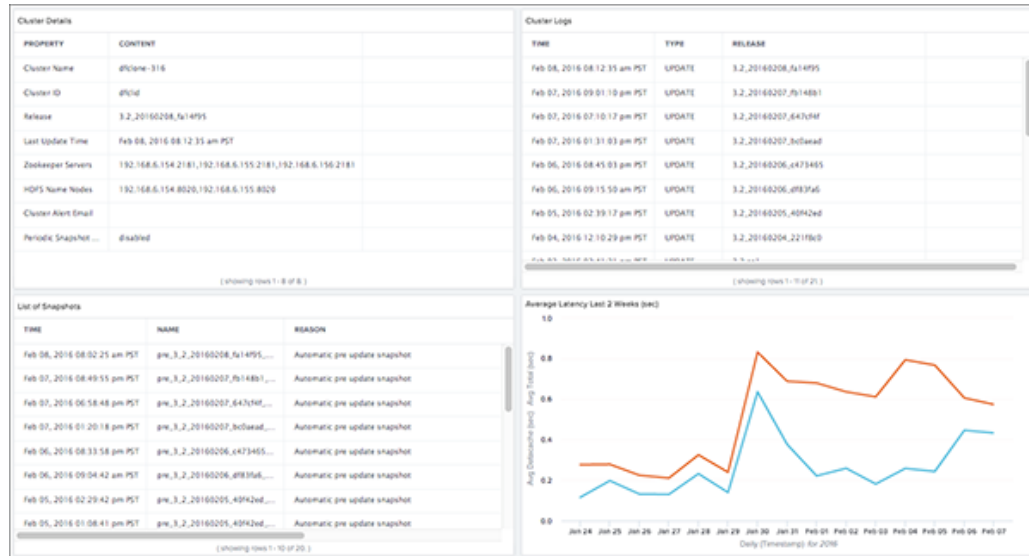 Cluster Details
PROPERTY CONTENT
Cluster Name dfclone-316
Cluster ID dfclid
Release 3.2_20160208_fa14f95
Last Update Time Feb 08, 2016 08:12:35 am PST
Zookeeper Servers 192.168.6.154:2181,192.168.6.155:2181,192.168.6.156:2181
HDFS Name Nodes 192.168.6.154:8020,192.168.6.155:8020
Cluster Alert Email
Periodic Snapshot ... disabled
( showing rows 1 - 8 of 8. )
Cluster Logs
TIME TYPE RELEASE
Feb 08, 2016 08:12:35 am PST UPDATE 3.2_20160208_fa14f95
Feb 07, 2016 09:01:10 pm PST UPDATE 3.2_20160207_fb148b1
Feb 07, 2016 07:10:17 pm PST UPDATE 3.2_20160207_647cf4f
Feb 07, 2016 01:31:03 pm PST UPDATE 3.2_20160207_bc0aead
Feb 06, 2016 08:45:03 pm PST UPDATE 3.2_20160206_c473465
Feb 06, 2016 09:15:50 am PST UPDATE 3.2_20160206_df83fa6
Feb 05, 2016 02:39:17 pm PST UPDATE 3.2_20160205_40f42ed
Feb 04, 2016 12:10:29 pm PST UPDATE 3.2_20160204_221f8c0
( showing rows 1 - 11 of 21. )
List of Snapshots
TIME NAME REASON
Feb 08, 2016 08:02:25 am PST pre_3_2_20160208_fa14f95_... Automatic pre update snapshot
Feb 07, 2016 08:49:55 pm PST pre_3_2_20160207_fb148b1_... Automatic pre update snapshot
Feb 07, 2016 06:58:48 pm PST pre_3_2_20160207_647cf4f_... Automatic pre update snapshot
Feb 07, 2016 01:20:18 pm PST pre_3_2_20160207_bc0aead_... Automatic pre update snapshot
Feb 06, 2016 08:33:58 pm PST pre_3_2_20160206_c473465_... Automatic pre update snapshot
Feb 06, 2016 09:04:42 am PST pre_3_2_20160206_df83fa6_... Automatic pre update snapshot
Feb 05, 2016 02:29:42 pm PST pre_3_2_20160205_40f42ed_... Automatic pre update snapshot
Feb 05, 2016 01:08:41 pm PST pre_3_2_20160205_40f42ed_... Automatic pre update snapshot
( showing rows 1 - 10 of 20. )
Average Latency Last 2 Weeks (sec)
1.0
0.8
0.6
0.4
0.2
0.0
Avg Datacache (sec) Avg Total (sec)
Jan 24 Jan 25 Jan 26 Jan 27 Jan 28 Jan 29 Jan 30 Jan 31 Feb 01 Feb 02 Feb 03 Feb 04 Feb 05 Feb 06 Feb 07
Daily (Timestamp) for 2016